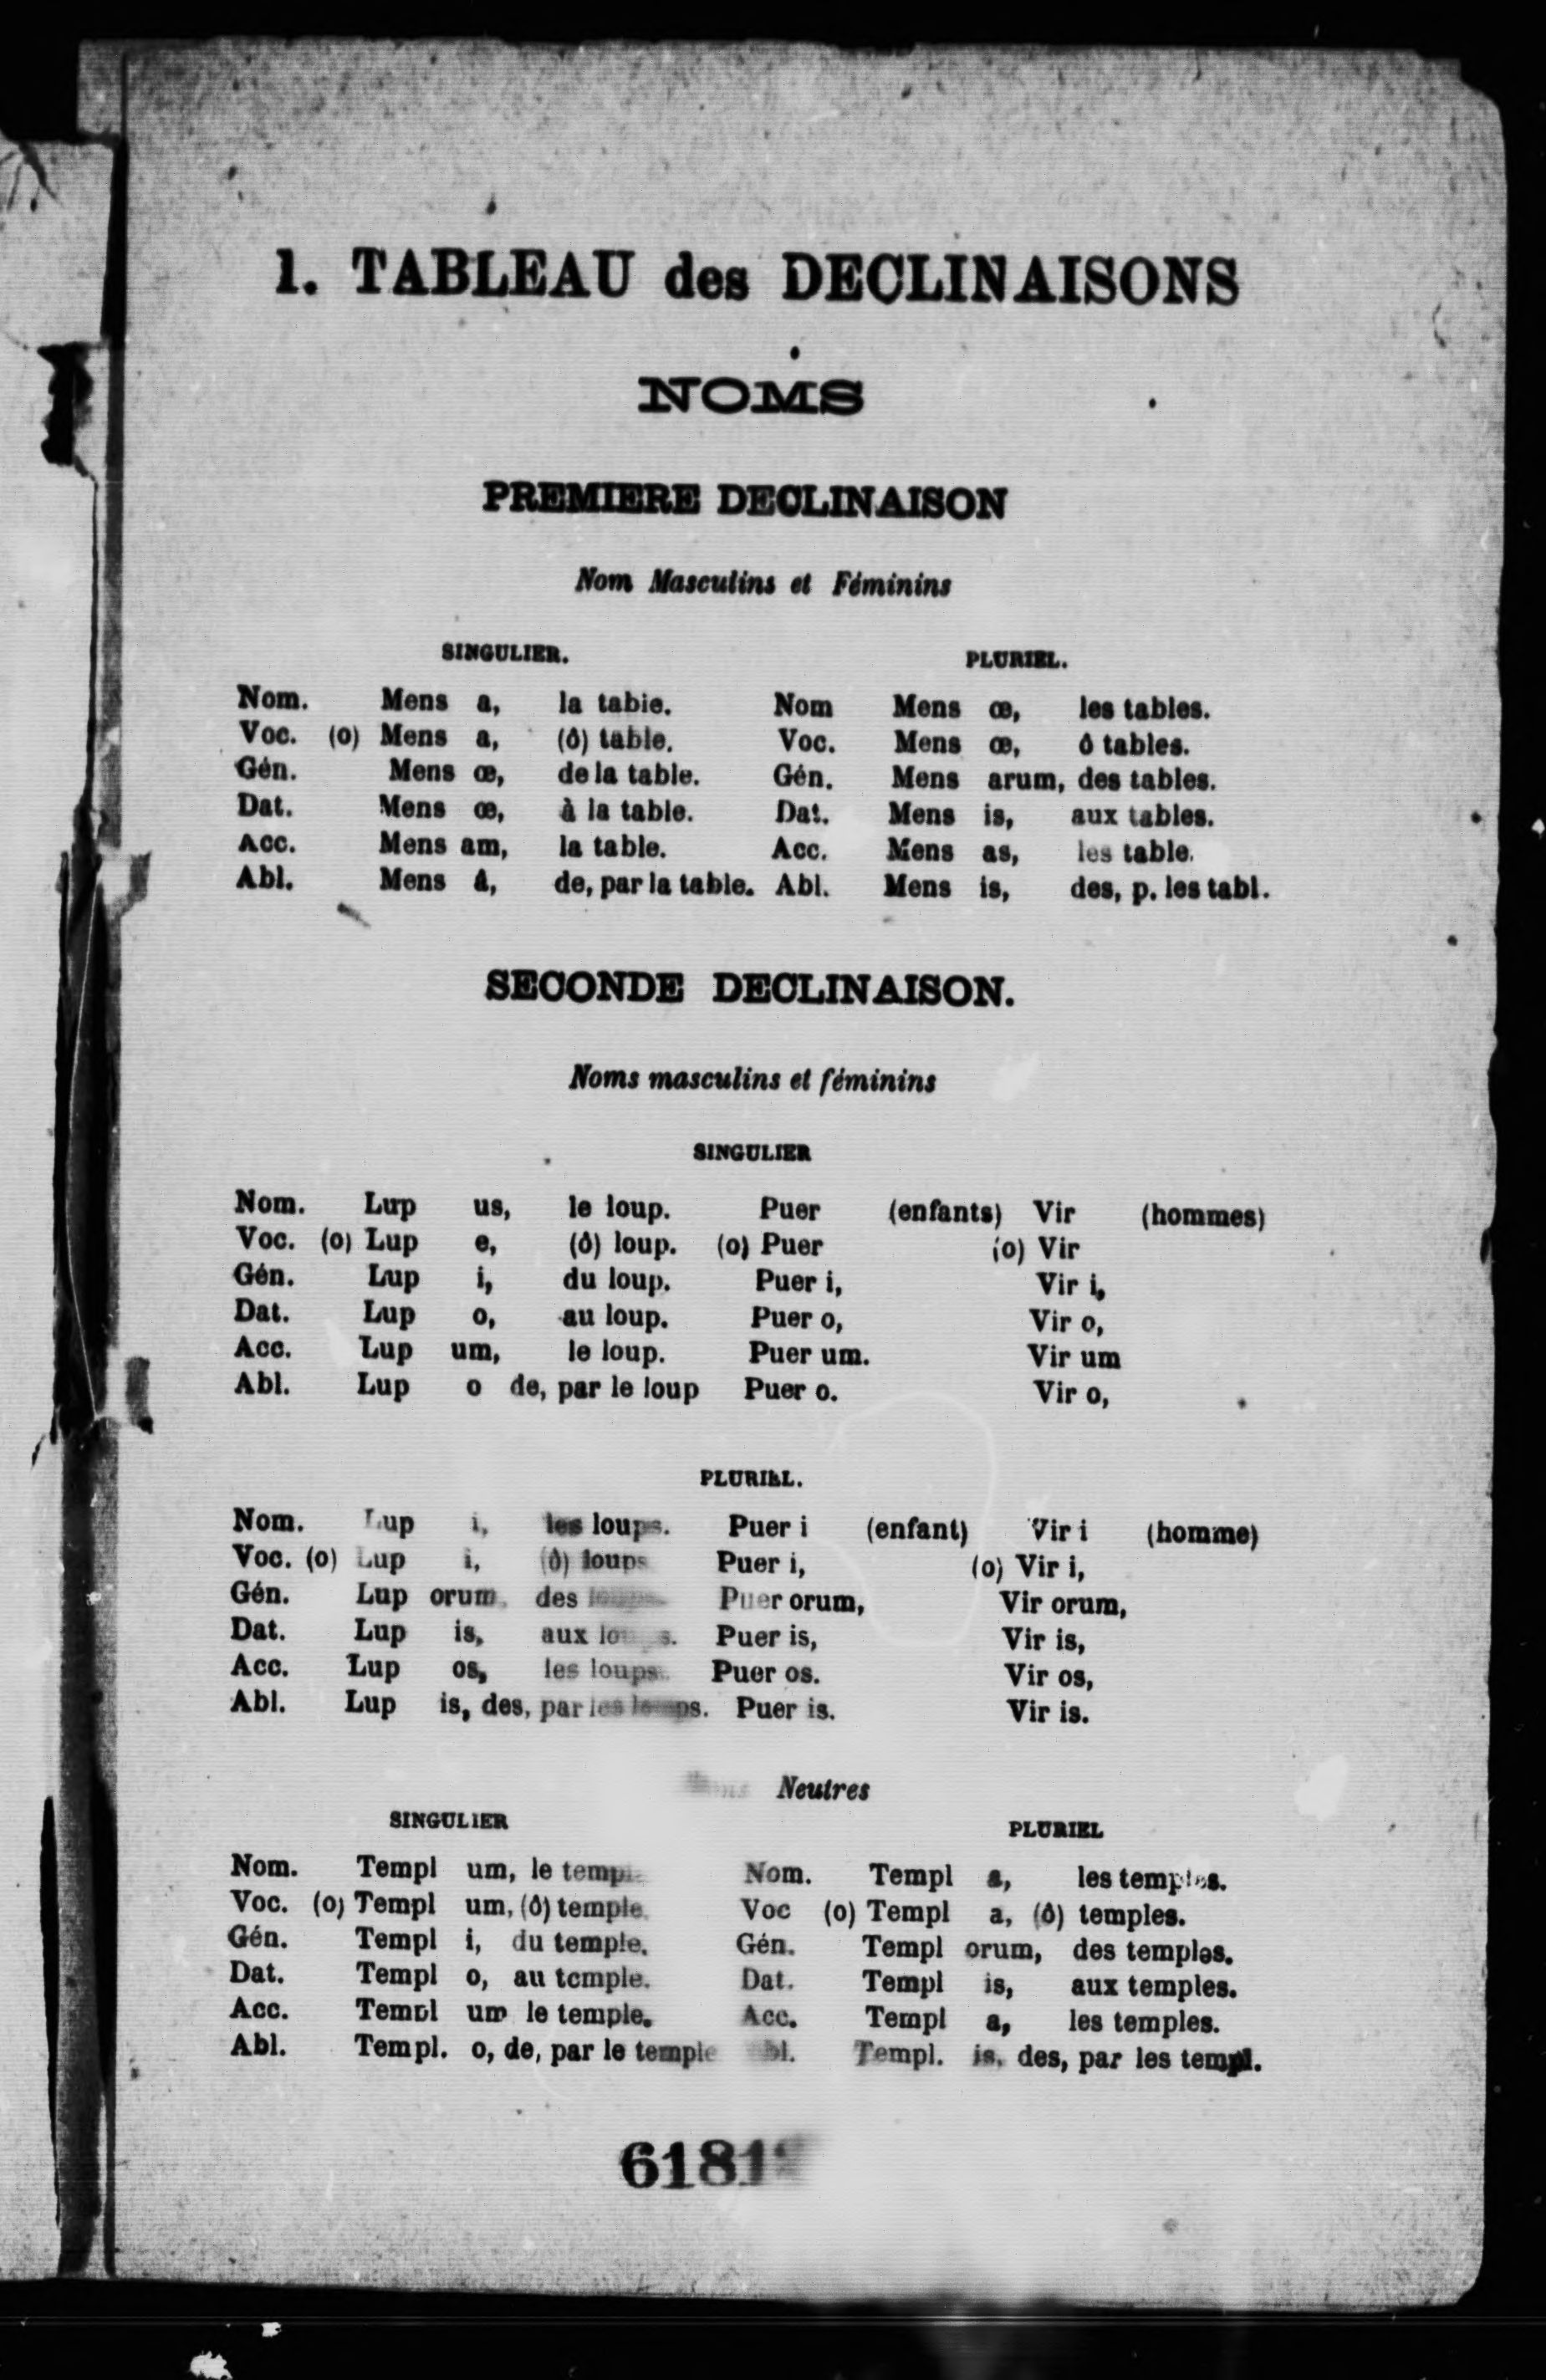 1. TABLEAU des DECLINAISONS
NOMS
PREMIERE DECLINAISON
Nom Masculins et Féminins
SINGULIER. PLURIEL.
Nom. Mens a, la table. Nom Mens œ, les tables.
Voc. (o) Mens a, (ô) table. Voc. Mens œ, ô tables.
Gén. Mens œ, de la table. Gén. Mens arum, des tables.
Dat. Mens œ, à la table. Dat. Mens is, aux tables.
Acc. Mens am, la table. Acc. Mens as, les table.
Abl. Mens â, de, par la table. Abl. Mens is, des, p. les tabl.
SECONDE DECLINAISON.
Noms masculins et féminins
SINGULIER
Nom. Lup us, le loup. Puer (enfants) Vir (hommes)
Voc. (o) Lup e, (ô) loup. (o) Puer (o) Vir
Gén. Lup i, du loup. Puer i, Vir i,
Dat. Lup o, au loup. Puer o, Vir o,
Acc. Lup um, le loup. Puer um. Vir um
Abl. Lup o de, par le loup Puer o. Vir o,
PLURIEL.
Nom. Lup i, les loups. Puer i (enfant) Vir i (homme)
Voc. (o) Lup i, (ô) loups Puer i, (o) Vir i,
Gén. Lup orum, des Puer orum, Vir orum,
Dat. Lup is, aux Puer is, Vir is,
Acc. Lup os, les loups. Puer os. Vir os,
Abl. Lup is, des, par les Puer is. Vir is.
Neutres
SINGULIER PLURIEL
Nom. Templ um, le temple Nom. Templ a, les temples.
Voc. (o) Templ um, (ô) temple. Voc (o) Templ a, (ô) temples.
Gén. Templ i, du temple. Gén. Templ orum, des temples.
Dat. Templ o, au temple. Dat. Templ is, aux temples.
Acc. Templ um le temple. Acc. Templ a, les temples.
Abl. Templ. o, de, par le temple Templ. is, des, par les templ.